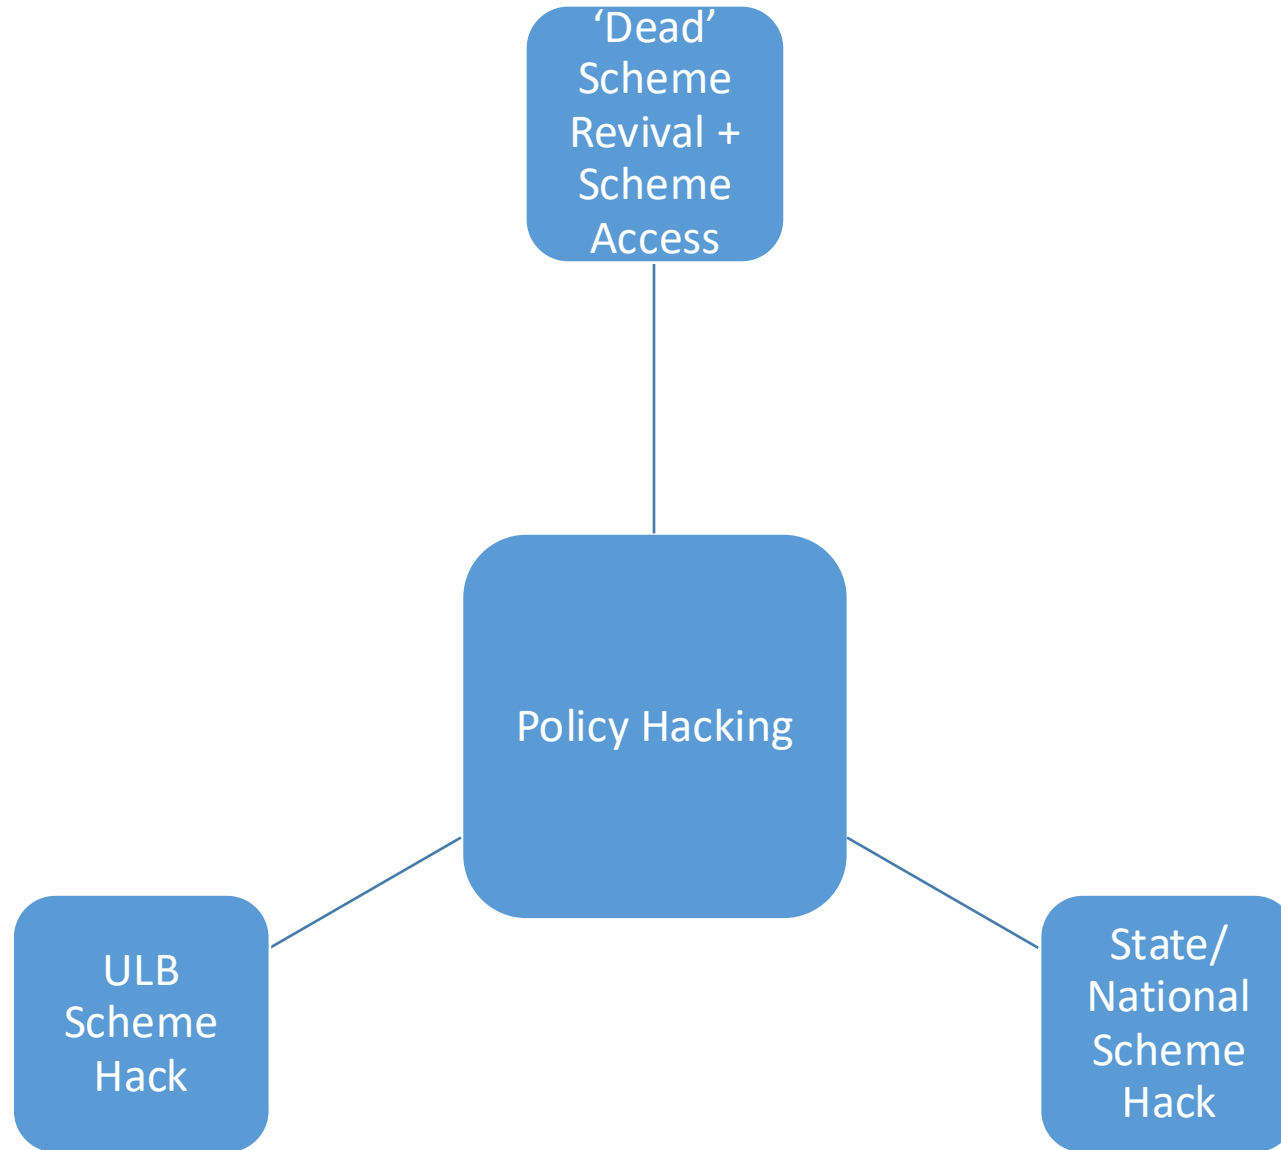 ‘Dead’
Scheme
Revival +
Scheme
Access
Policy Hacking
ULB
Scheme
Hack
State/
National
Scheme
Hack